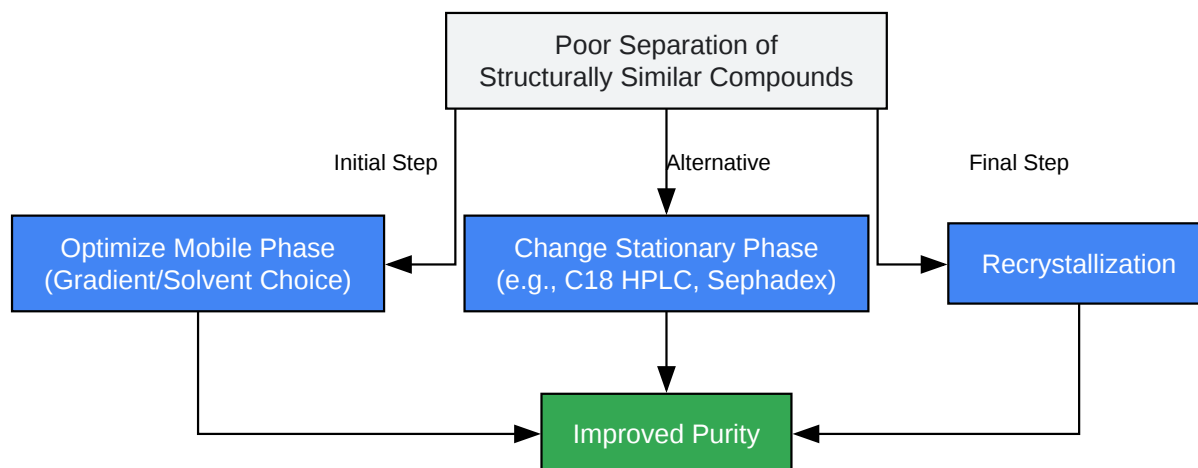 Poor Separation of
Structurally Similar Compounds
Initial Step
Alternative
Final Step
Optimize Mobile Phase
(Gradient/Solvent Choice)
Change Stationary Phase
(e.g., C18 HPLC, Sephadex)
Recrystallization
Improved Purity